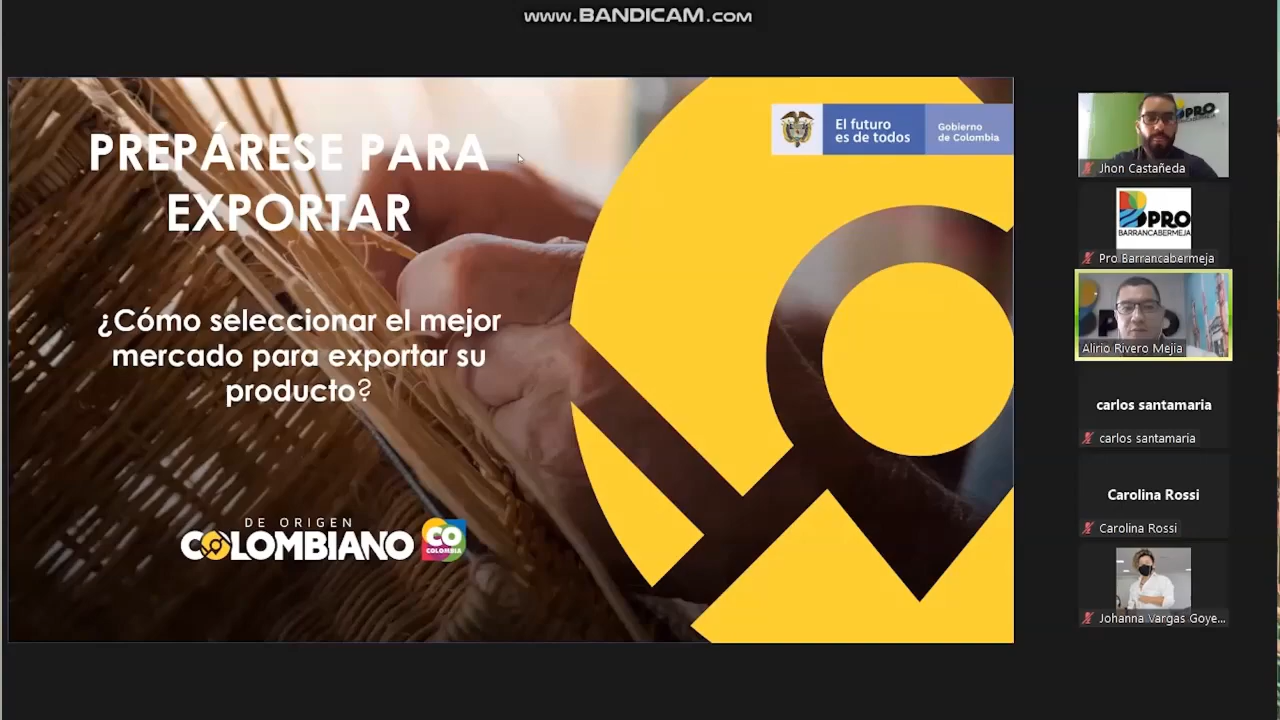 www.BANDICAM.com
PREPÁRESE PARA
EXPORTAR
¿Cómo seleccionar el mejor
mercado para exportar su
producto?
DE ORIGEN
COLOMBIANO
CO
COLOMBIA
El futuro
es de todos
Gobierno
de Colombia
PRO
BARRANCABERMEJA
Jhon Castañeda
PRO
BARRANCABERMEJA
Pro Barrancabermeja
Alirio Rivero Mejia
carlos santamaria
carlos santamaria
Carolina Rossi
Carolina Rossi
Johanna Vargas Goye...